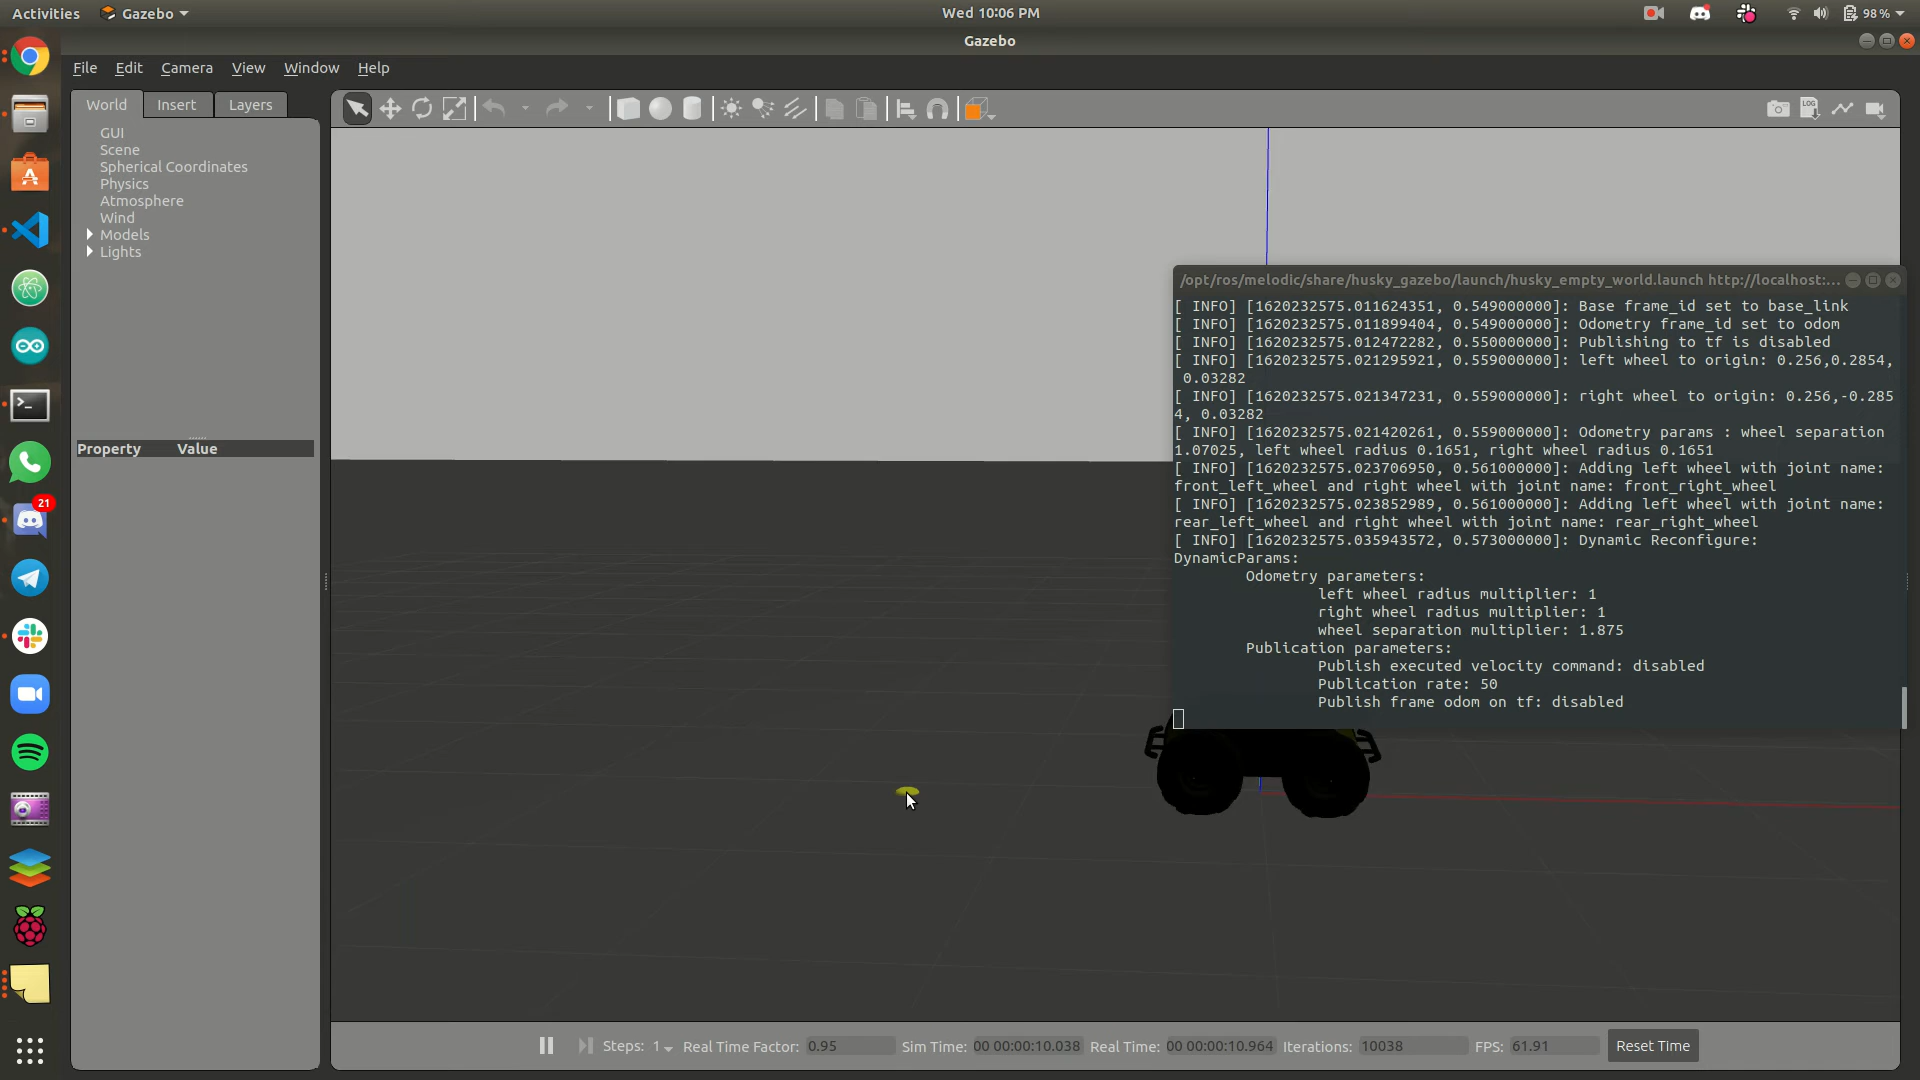 Activities
Gazebo
Wed 10:06 PM
98%
Gazebo
File Edit Camera View Window Help
World Insert Layers
GUI
Scene
Spherical Coordinates
Physics
Atmosphere
Wind
Models
Lights
Property Value
21
LOG
/opt/ros/melodic/share/husky_gazebo/launch/husky_empty_world.launch http://localhost:...
[ INFO] [1620232575.011624351, 0.549000000]: Base frame_id set to base_link
[ INFO] [1620232575.011899404, 0.549000000]: Odometry frame_id set to odom
[ INFO] [1620232575.012472282, 0.550000000]: Publishing to tf is disabled
[ INFO] [1620232575.021295921, 0.559000000]: left wheel to origin: 0.256,0.2854,
 0.03282
[ INFO] [1620232575.021347231, 0.559000000]: right wheel to origin: 0.256,-0.285
4, 0.03282
[ INFO] [1620232575.021420261, 0.559000000]: Odometry params : wheel separation
1.07025, left wheel radius 0.1651, right wheel radius 0.1651
[ INFO] [1620232575.023706950, 0.561000000]: Adding left wheel with joint name:
front_left_wheel and right wheel with joint name: front_right_wheel
[ INFO] [1620232575.023852989, 0.561000000]: Adding left wheel with joint name:
rear_left_wheel and right wheel with joint name: rear_right_wheel
[ INFO] [1620232575.035943572, 0.573000000]: Dynamic Reconfigure:
DynamicParams:
Odometry parameters:
left wheel radius multiplier: 1
right wheel radius multiplier: 1
wheel separation multiplier: 1.875
Publication parameters:
Publish executed velocity command: disabled
Publication rate: 50
Publish frame odom on tf: disabled
Steps: 1 Real Time Factor: 0.95 Sim Time: 00 00:00:10.038 Real Time: 00 00:00:10.964 Iterations: 10038 FPS: 61.91 Reset Time